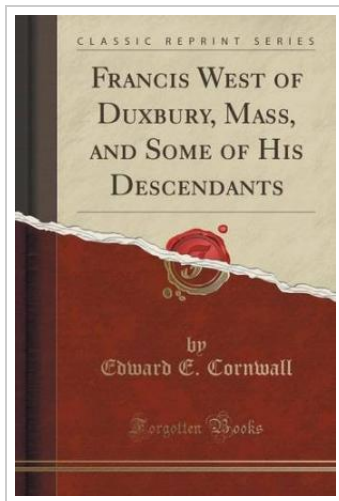 CLASSIC REPRINT SERIES
FRANCIS WEST OF
DUXBURY, MASS,
AND SOME OF HIS
DESCENDANTS
F
by
Edward E. Cornwall
Forgotten Books